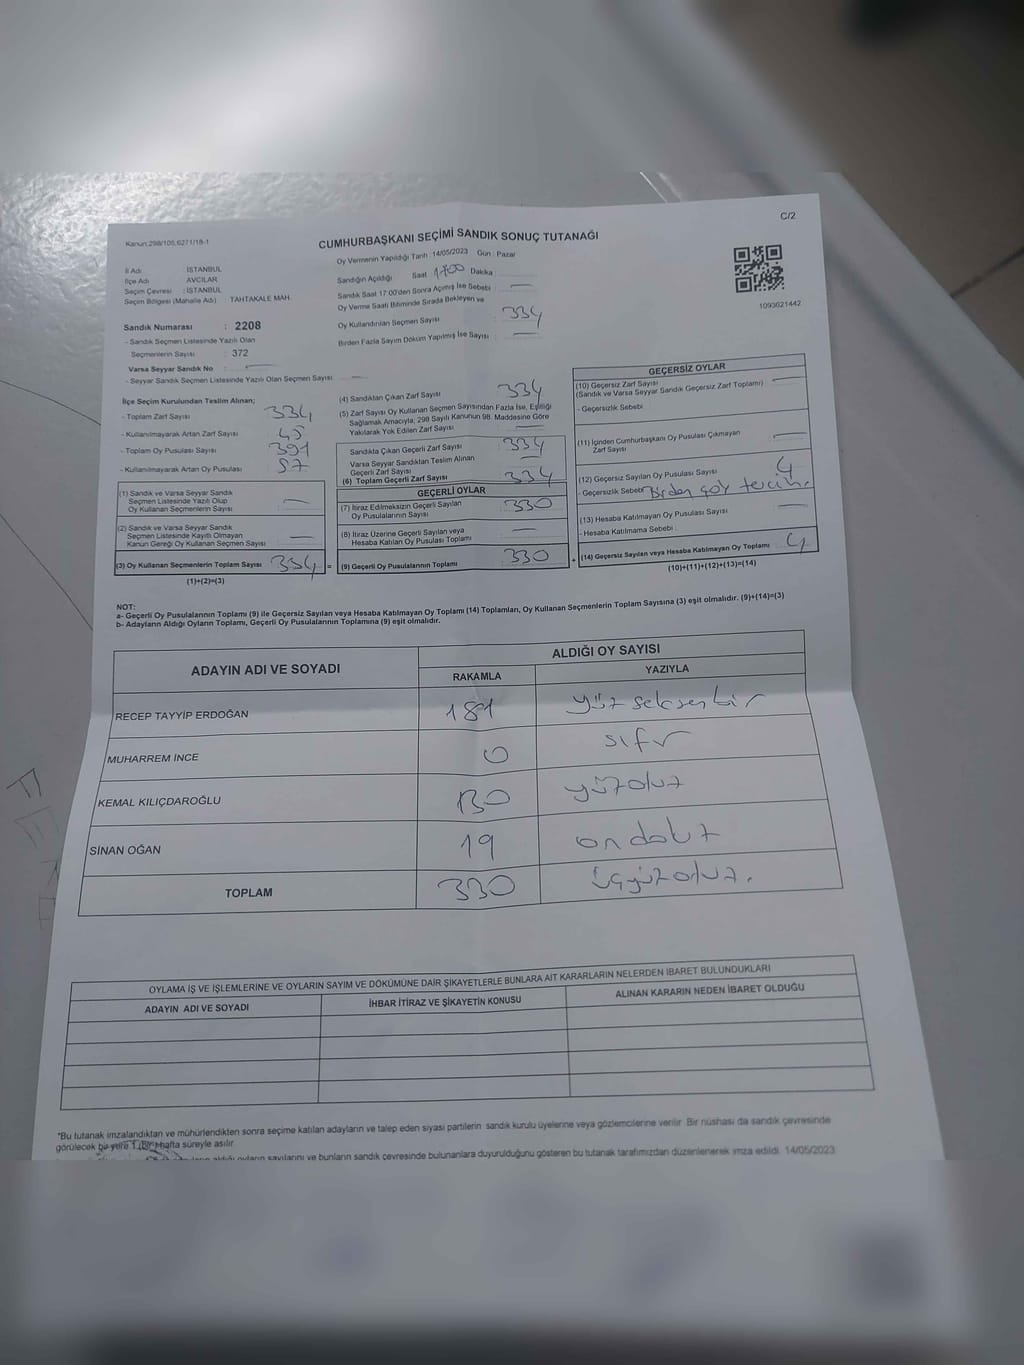 C/2
Kanun:298/105,6271/18-1
CUMHURBAŞKANI SEÇİMİ SANDIK SONUÇ TUTANAĞI
Oy Vermenin Yapıldığı Tarih : 14/05/2023 Gün : Pazar
İl Adı : İSTANBUL
İlçe Adı : AVCILAR
Seçim Çevresi : İSTANBUL
Seçim Bölgesi (Mahalle Adı) TAHTAKALE MAH.
Sandığın Açıldığı Saat 1700 Dakika :
Sandık Saat 17:00'den Sonra Açılmış İse Sebebi : —
Oy Verme Saati Bitiminde Sırada Bekleyen ve
Oy Kullandırılan Seçmen Sayısı : 334
Birden Fazla Sayım Döküm Yapılmış İse Sayısı : —
1093021442
Sandık Numarası : 2208
- Sandık Seçmen Listesinde Yazılı Olan
Seçmenlerin Sayısı : 372
Varsa Seyyar Sandık No : —
- Seyyar Sandık Seçmen Listesinde Yazılı Olan Seçmen Sayısı : —
İlçe Seçim Kurulundan Teslim Alınan;
- Toplam Zarf Sayısı : 334
- Kullanılmayarak Artan Zarf Sayısı : 45
- Toplam Oy Pusulası Sayısı : 391
- Kullanılmayarak Artan Oy Pusulası : 57
(1) Sandık ve Varsa Seyyar Sandık
Seçmen Listesinde Yazılı Olup
Oy Kullanan Seçmenlerin Sayısı : —
(2) Sandık ve Varsa Seyyar Sandık
Seçmen Listesinde Kayıtlı Olmayan
Kanun Gereği Oy Kullanan Seçmen Sayısı : —
(3) Oy Kullanan Seçmenlerin Toplam Sayısı 334 =
(1)+(2)=(3)
(4) Sandıktan Çıkan Zarf Sayısı : 334
(5) Zarf Sayısı Oy Kullanan Seçmen Sayısından Fazla İse, Eşitliği
Sağlamak Amacıyla, 298 Sayılı Kanunun 98. Maddesine Göre
Yakılarak Yok Edilen Zarf Sayısı : —
Sandıkta Çıkan Geçerli Zarf Sayısı : 334
Varsa Seyyar Sandıktan Teslim Alınan
Geçerli Zarf Sayısı : —
(6) Toplam Geçerli Zarf Sayısı : 334
GEÇERLİ OYLAR
(7) İtiraz Edilmeksizin Geçerli Sayılan
Oy Pusulalarının Sayısı : 330
(8) İtiraz Üzerine Geçerli Sayılan veya
Hesaba Katılan Oy Pusulası Toplamı : —
(9) Geçerli Oy Pusulalarının Toplamı : 330 +
GEÇERSİZ OYLAR
(10) Geçersiz Zarf Sayısı
(Sandık ve Varsa Seyyar Sandık Geçersiz Zarf Toplamı) : —
- Geçersizlik Sebebi :
(11) İçinden Cumhurbaşkanı Oy Pusulası Çıkmayan
Zarf Sayısı : —
(12) Geçersiz Sayılan Oy Pusulası Sayısı : 4
- Geçersizlik Sebebi : Birden çok tercih.
(13) Hesaba Katılmayan Oy Pusulası Sayısı : —
- Hesaba Katılmama Sebebi :
(14) Geçersiz Sayılan veya Hesaba Katılmayan Oy Toplamı : 4
(10)+(11)+(12)+(13)=(14)
NOT:
a- Geçerli Oy Pusulalarının Toplamı (9) ile Geçersiz Sayılan veya Hesaba Katılmayan Oy Toplamı (14) Toplamları, Oy Kullanan Seçmenlerin Toplam Sayısına (3) eşit olmalıdır. (9)+(14)=(3)
b- Adayların Aldığı Oyların Toplamı, Geçerli Oy Pusulalarının Toplamına (9) eşit olmalıdır.
ADAYIN ADI VE SOYADI ALDIĞI OY SAYISI
RAKAMLA YAZIYLA
RECEP TAYYİP ERDOĞAN 181 yüz seksen bir
MUHARREM İNCE 0 sıfır
KEMAL KILIÇDAROĞLU 130 yüzotuz
SİNAN OĞAN 19 on dokuz
TOPLAM 330 üçyüzotuz.
OYLAMA İŞ VE İŞLEMLERİNE VE OYLARIN SAYIM VE DÖKÜMÜNE DAİR ŞİKAYETLERLE BUNLARA AİT KARARLARIN NELERDEN İBARET BULUNDUKLARI
ADAYIN ADI VE SOYADI İHBAR İTİRAZ VE ŞİKAYETİN KONUSU ALINAN KARARIN NEDEN İBARET OLDUĞU
*Bu tutanak imzalandıktan ve mühürlendikten sonra seçime katılan adayların ve talep eden siyasi partilerin sandık kurulu üyelerine veya gözlemcilerine verilir. Bir nüshası da sandık çevresinde
görülecek bir yere 1 (bir) hafta süreyle asılır.
aldığı oyların sayılarını ve bunların sandık çevresinde bulunanlara duyurulduğunu gösteren bu tutanak tarafımızdan düzenlenerek imza edildi. 14/05/2023